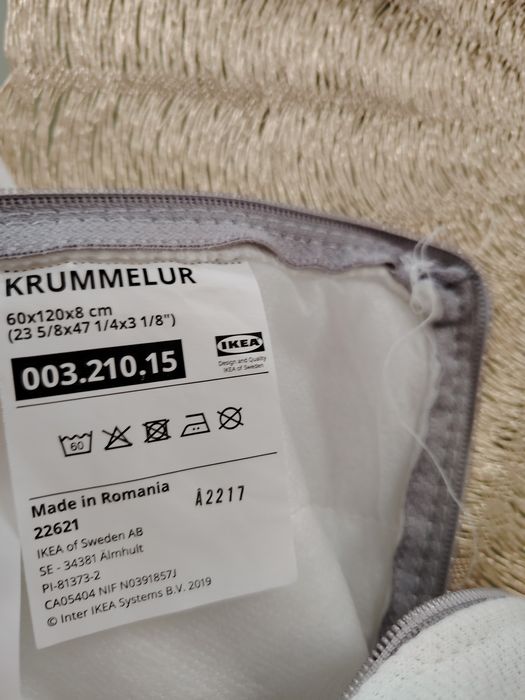 KRUMMELUR
60x120x8 cm
(23 5/8x47 1/4x3 1/8")
003.210.15
IKEA
Design and Quality
IKEA of Sweden
60
Made in Romania
22621
A2217
IKEA of Sweden AB
SE - 34381 Älmhult
PI-81373-2
CA05404 NIF N0391857J
© Inter IKEA Systems B.V. 2019